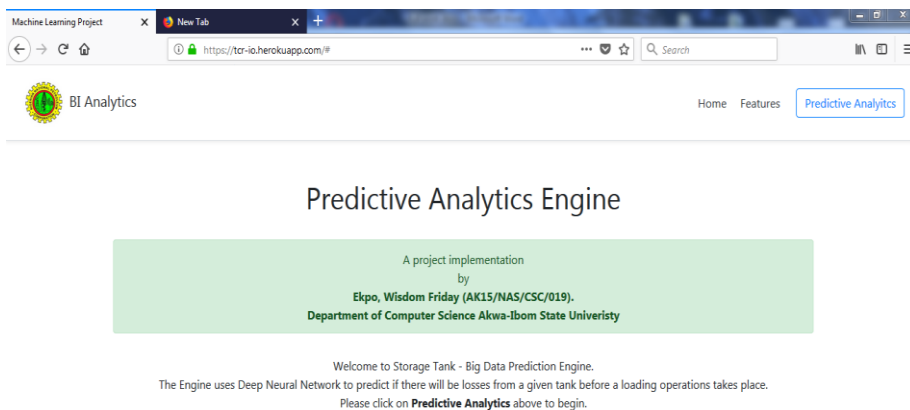 Machine Learning Project
New Tab
https://tcr-io.herokuapp.com/#
Search
BI Analytics
Home
Features
Predictive Analyitcs
Predictive Analytics Engine
A project implementation
by
Ekpo, Wisdom Friday (AK15/NAS/CSC/019).
Department of Computer Science Akwa-Ibom State Univeristy
Welcome to Storage Tank - Big Data Prediction Engine.
The Engine uses Deep Neural Network to predict if there will be losses from a given tank before a loading operations takes place.
Please click on Predictive Analytics above to begin.